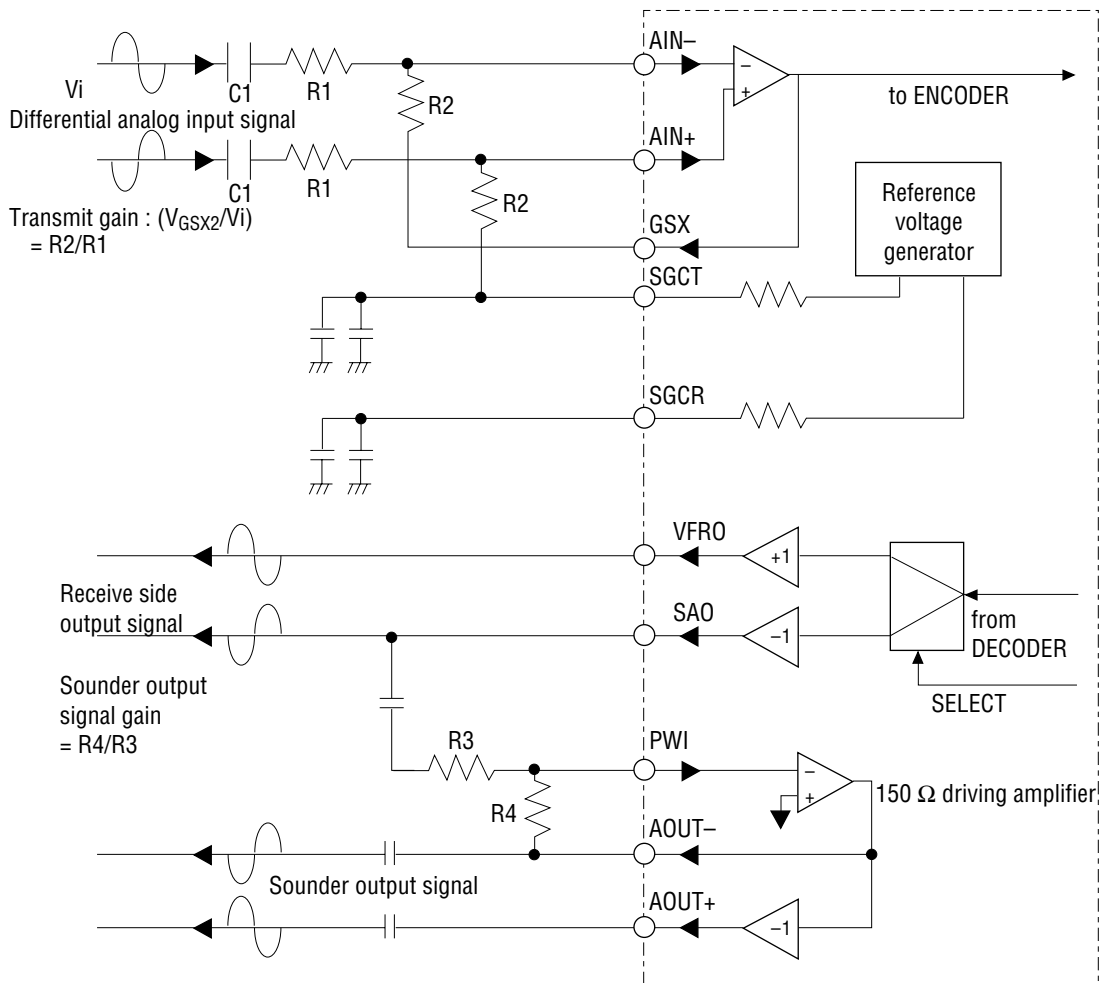 AIN–
–
+
Vi
C1
R1
R2
to ENCODER
Differential analog input signal
AIN+
C1
R1
R2
Transmit gain : (VGSX2/Vi)
= R2/R1
GSX
Reference
voltage
generator
SGCT
SGCR
VFRO
+1
Receive side
output signal
SAO
–1
from
DECODER
SELECT
Sounder output
signal gain
= R4/R3
R3
PWI
–
+
150 Ω driving amplifier
R4
AOUT–
Sounder output signal
AOUT+
–1